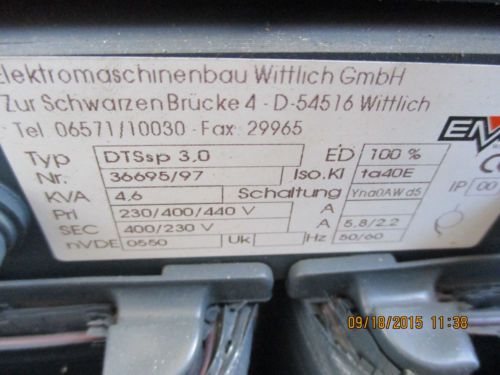 Elektromaschinenbau Wittlich GmbH
Zur Schwarzen Brücke 4 - D-54516 Wittlich
Tel 06571/10030 - Fax 29965
Typ DTSsp 3,0 ED 100 %
Nr. 36695/97 Iso.Kl ta40E
KVA 4,6 Schaltung Yna0AWd5 IP 00
Pri 230/400/440 V A
SEC 400/230 V A 5,8/2,2
nVDE 0550 Uk Hz 50/60
09/18/2015 11:38